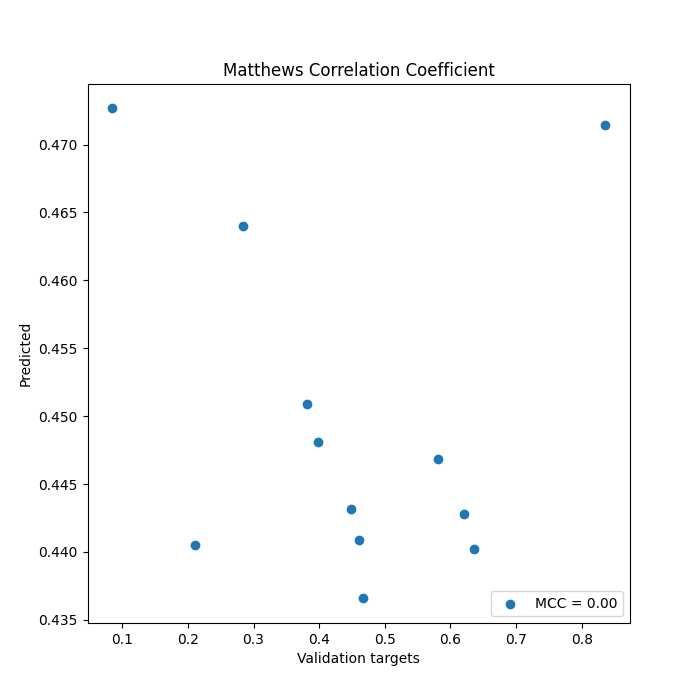 Matthews Correlation Coefficient
0.470
0.465
0.460
0.455
0.450
0.445
0.440
0.435
Predicted
MCC = 0.00
0.1 0.2 0.3 0.4 0.5 0.6 0.7 0.8
Validation targets